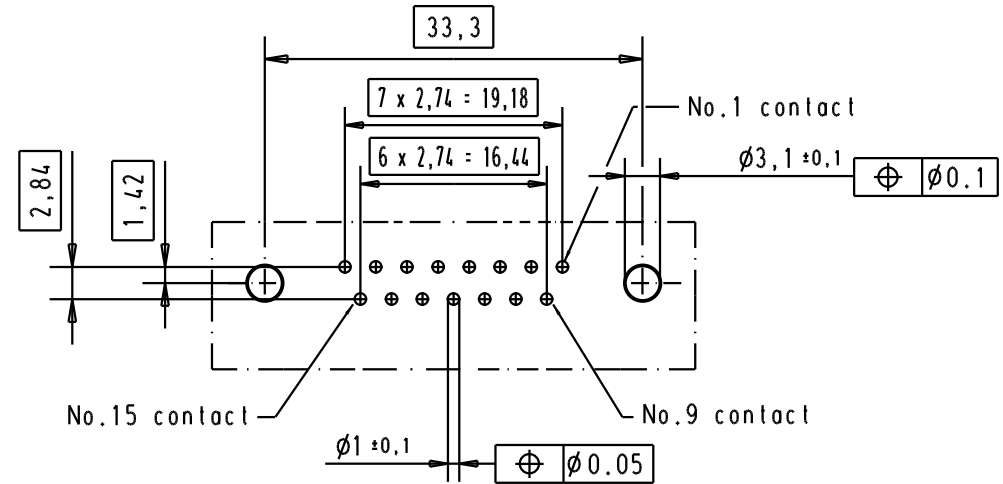 33,3
7 x 2,74 = 19,18
No.1 contact
6 x 2,74 = 16,44
Ø3,1 ±0,1
⌖ Ø0.1
2,84
1,42
No.15 contact
No.9 contact
Ø1 ±0,1
⌖ Ø0.05